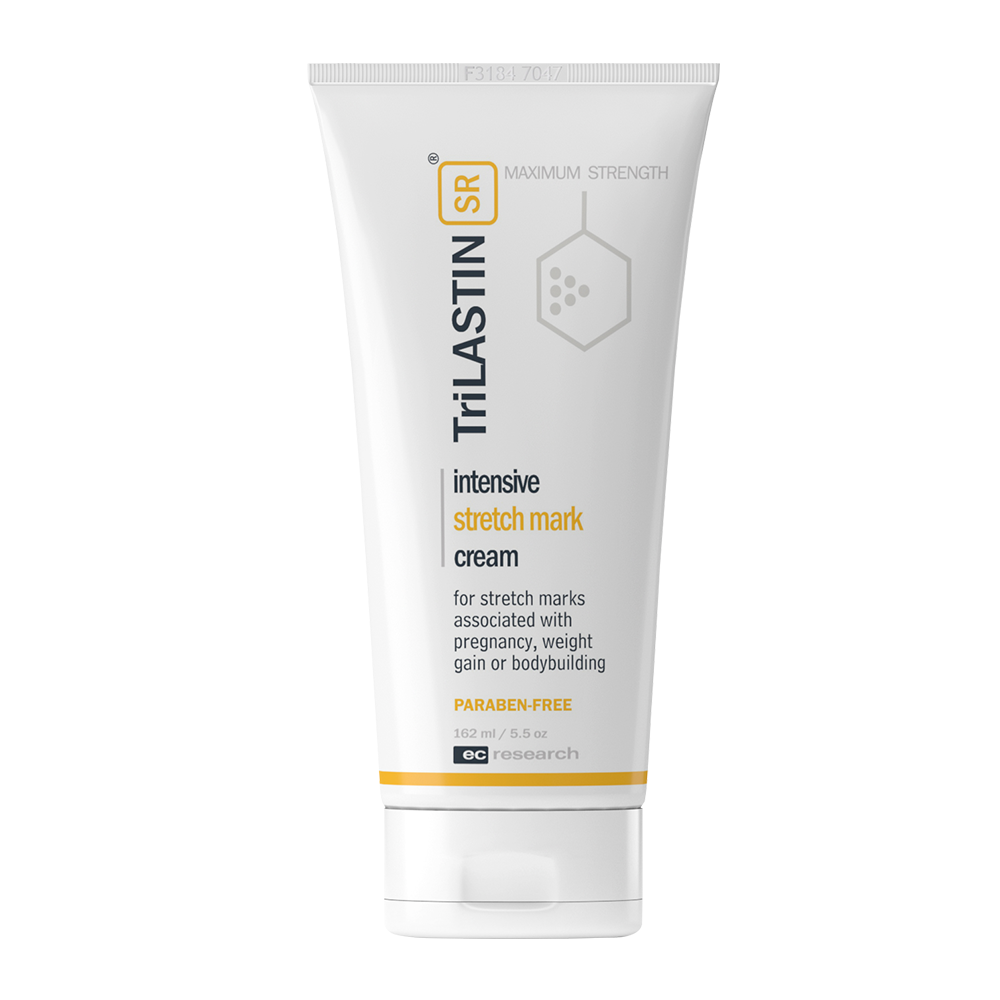 F3184 7047
TriLASTIN SR®
MAXIMUM STRENGTH
intensive
stretch mark
cream
for stretch marks
associated with
pregnancy, weight
gain or bodybuilding
PARABEN-FREE
162 ml / 5.5 oz
ec research